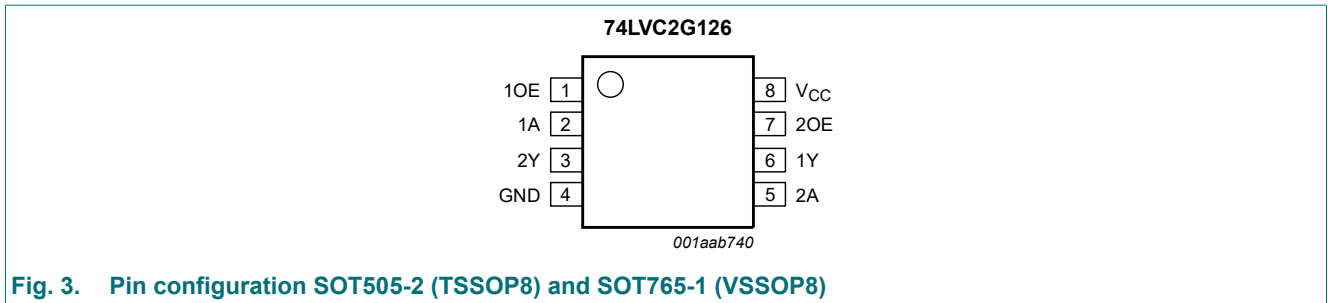 74LVC2G126
1OE 1 8 VCC
1A 2 7 2OE
2Y 3 6 1Y
GND 4 5 2A
001aab740
Fig. 3. Pin configuration SOT505-2 (TSSOP8) and SOT765-1 (VSSOP8)